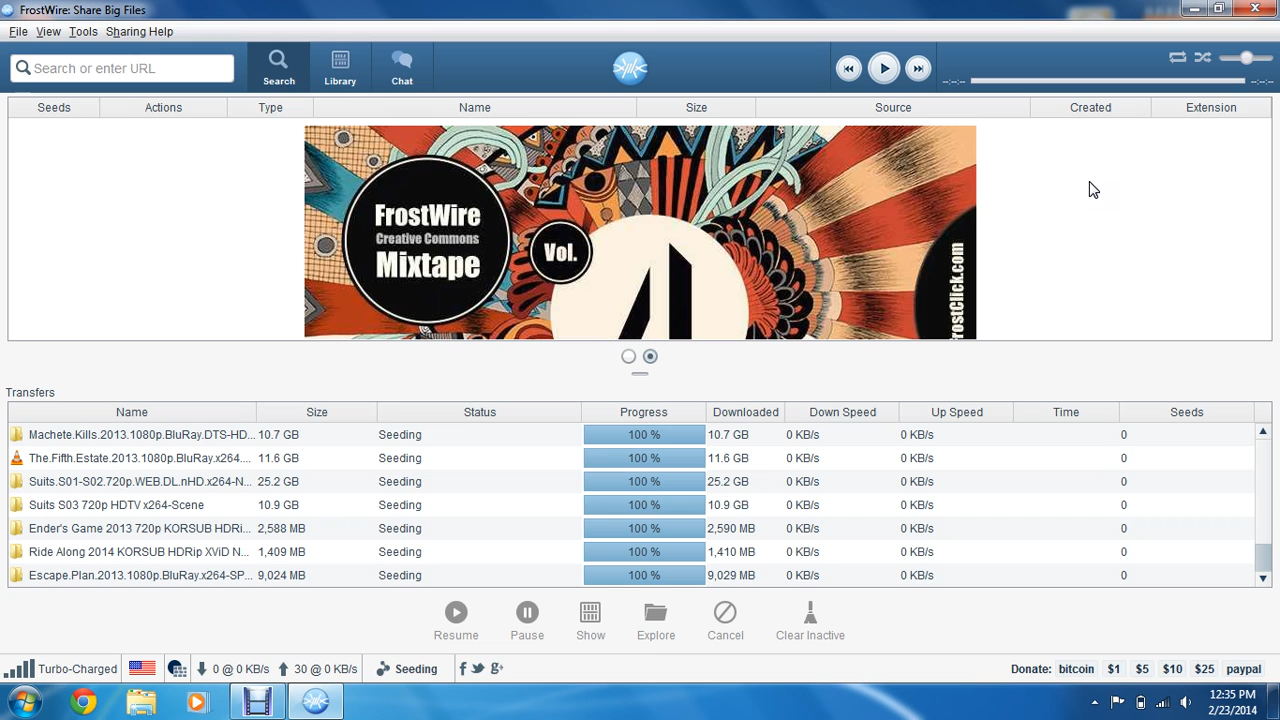 FrostWire: Share Big Files
File View Tools Sharing Help
Search or enter URL
Search Library Chat
--:-- --:--
Seeds Actions Type Name Size Source Created Extension
FrostWire
Creative Commons
Mixtape
Vol.
4
FrostClick.com
Transfers
Name Size Status Progress Downloaded Down Speed Up Speed Time Seeds
Machete.Kills.2013.1080p.BluRay.DTS-HD... 10.7 GB Seeding 100 % 10.7 GB 0 KB/s 0 KB/s 0
The.Fifth.Estate.2013.1080p.BluRay.x264.... 11.6 GB Seeding 100 % 11.6 GB 0 KB/s 0 KB/s 0
Suits.S01-S02.720p.WEB.DL.nHD.x264-N... 25.2 GB Seeding 100 % 25.2 GB 0 KB/s 0 KB/s 0
Suits S03 720p HDTV x264-Scene 10.9 GB Seeding 100 % 10.9 GB 0 KB/s 0 KB/s 0
Ender's Game 2013 720p KORSUB HDRi... 2,588 MB Seeding 100 % 2,590 MB 0 KB/s 0 KB/s 0
Ride Along 2014 KORSUB HDRip XViD N... 1,409 MB Seeding 100 % 1,410 MB 0 KB/s 0 KB/s 0
Escape.Plan.2013.1080p.BluRay.x264-SP... 9,024 MB Seeding 100 % 9,029 MB 0 KB/s 0 KB/s 0
Resume Pause Show Explore Cancel Clear Inactive
Turbo-Charged 0 @ 0 KB/s 30 @ 0 KB/s Seeding f g+ Donate: bitcoin $1 $5 $10 $25 paypal
12:35 PM
2/23/2014